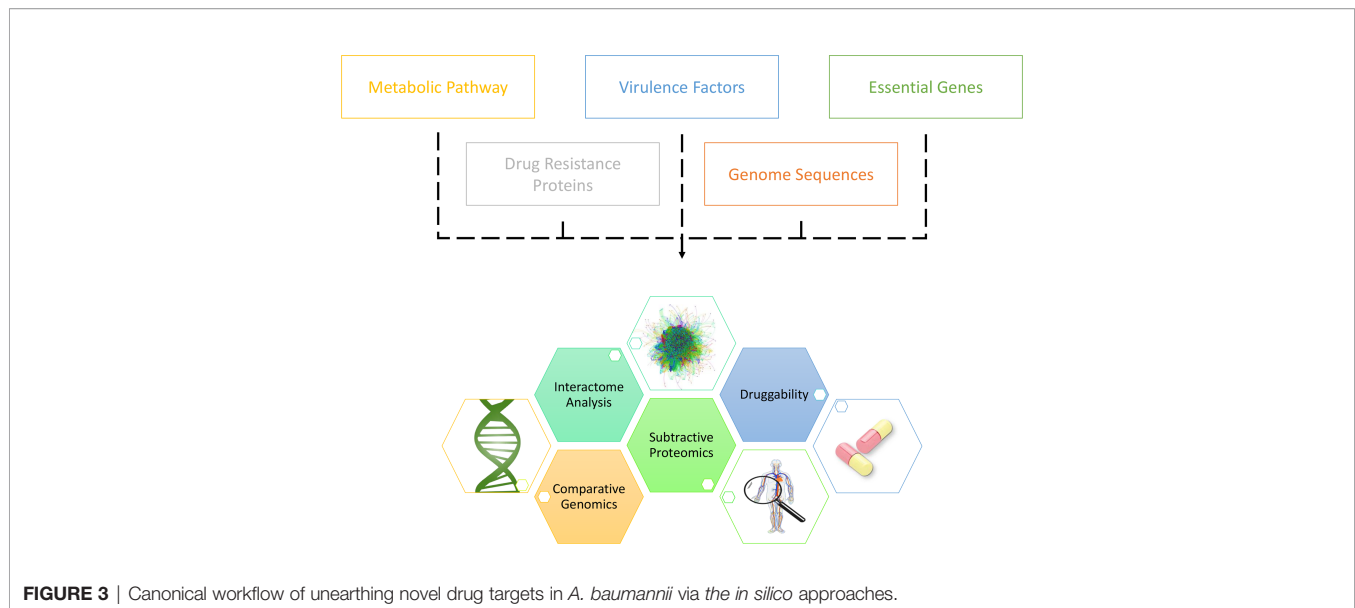 Metabolic Pathway
Virulence Factors
Essential Genes
Drug Resistance
Proteins
Genome Sequences
Interactome
Analysis
Druggability
Subtractive
Proteomics
Comparative
Genomics
FIGURE 3 | Canonical workflow of unearthing novel drug targets in A. baumannii via the in silico approaches.